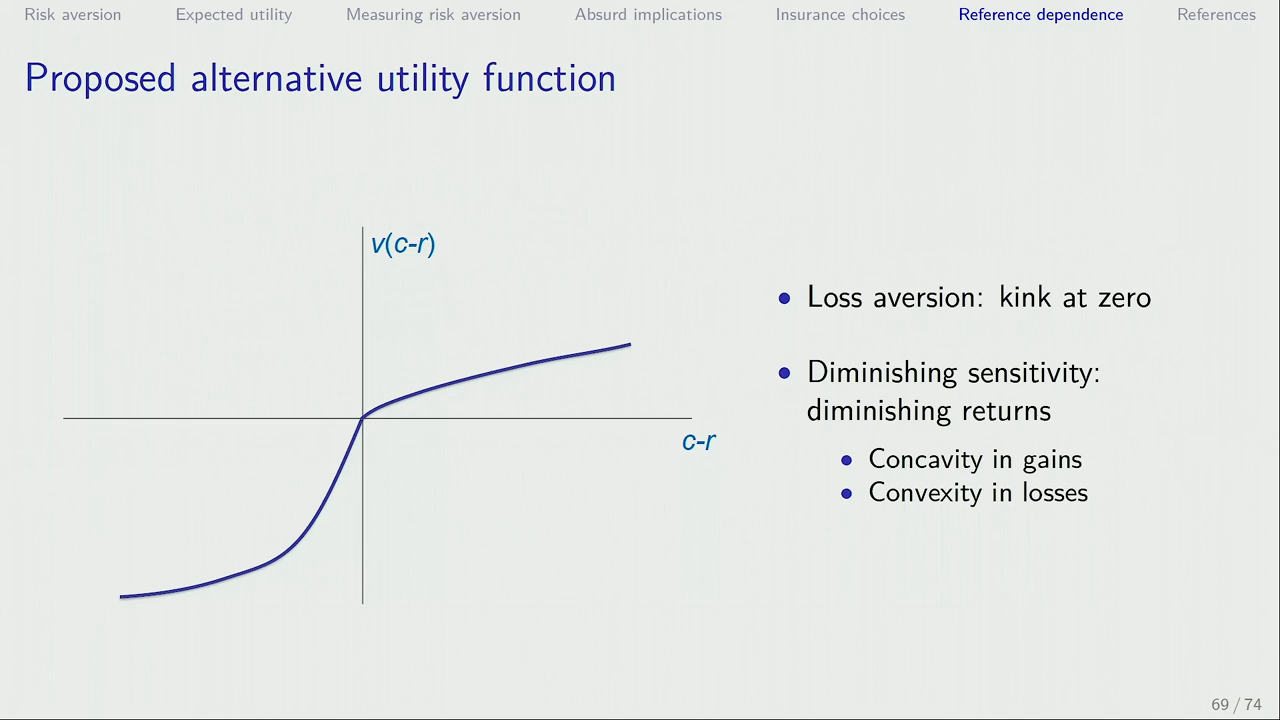 Risk aversion Expected utility Measuring risk aversion Absurd implications Insurance choices Reference dependence References
Proposed alternative utility function
v(c-r)
c-r
• Loss aversion: kink at zero
• Diminishing sensitivity:
diminishing returns
• Concavity in gains
• Convexity in losses
69 / 74